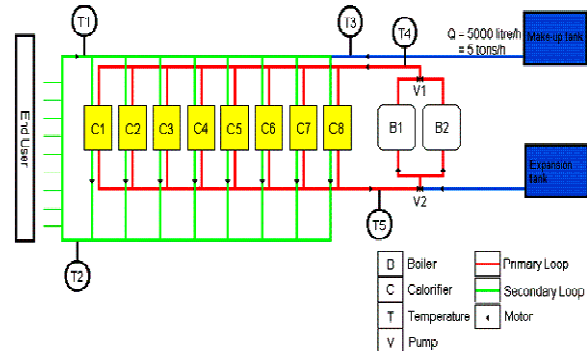 T1
T3
T4
Q = 5000 litre/h
= 5 tons/h
Make up tank
V1
End User
C1 C2 C3 C4 C5 C6 C7 C8
B1 B2
Expansion tank
V2
T5
T2
B Boiler
Primary Loop
C Calorifier
Secondary Loop
T Temperature
Motor
V Pump